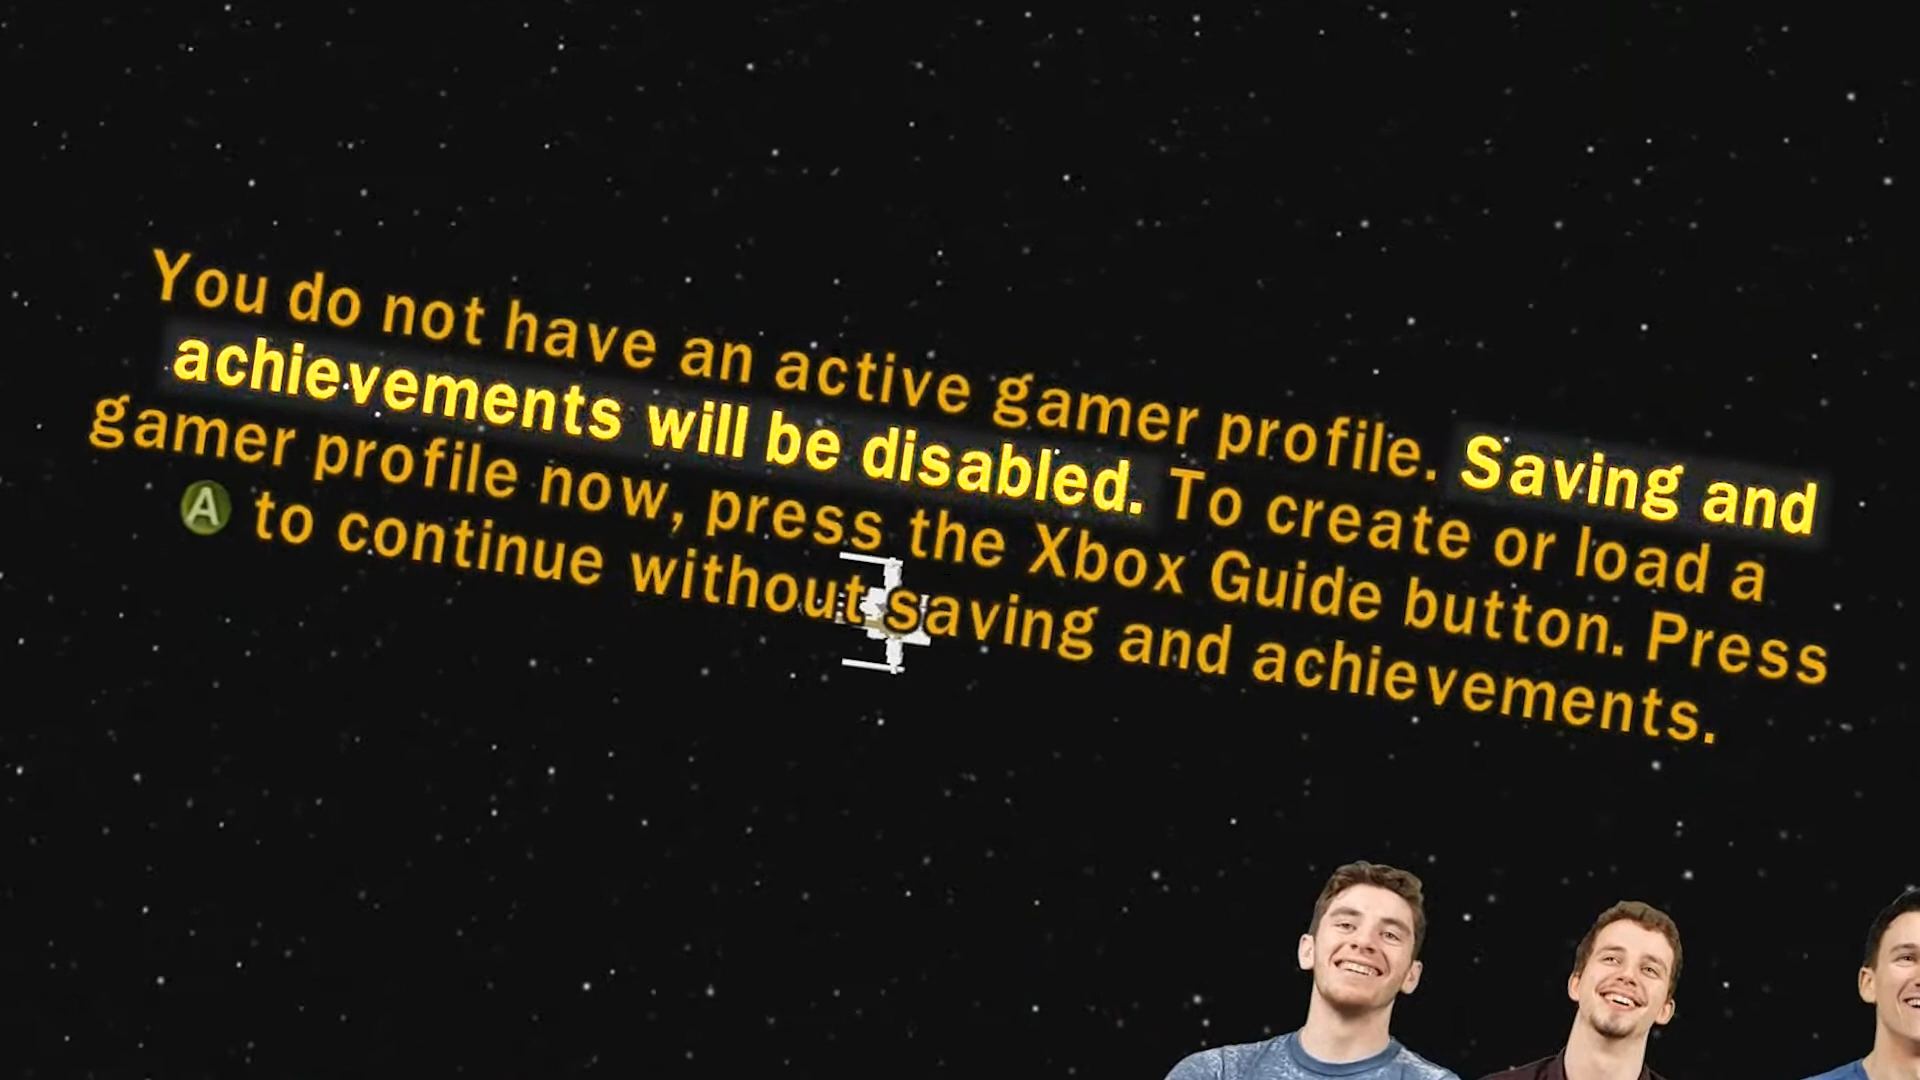 You do not have an active gamer profile. Saving and
achievements will be disabled. To create or load a
gamer profile now, press the Xbox Guide button. Press
A to continue without saving and achievements.